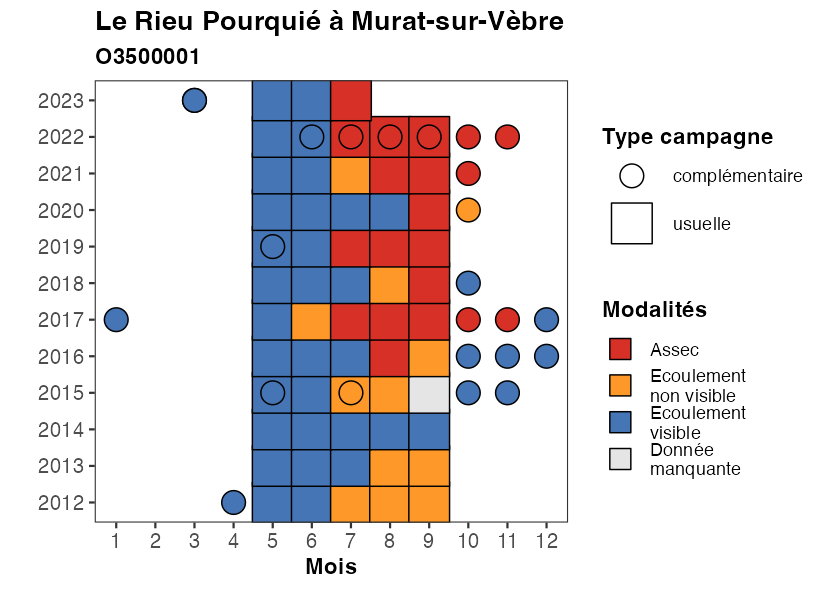 Le Rieu Pourquié à Murat-sur-Vèbre
O3500001
2023
2022
2021
2020
2019
2018
2017
2016
2015
2014
2013
2012
1 2 3 4 5 6 7 8 9 10 11 12
Mois
Type campagne
complémentaire
usuelle
Modalités
Assec
Ecoulement
non visible
Ecoulement
visible
Donnée
manquante